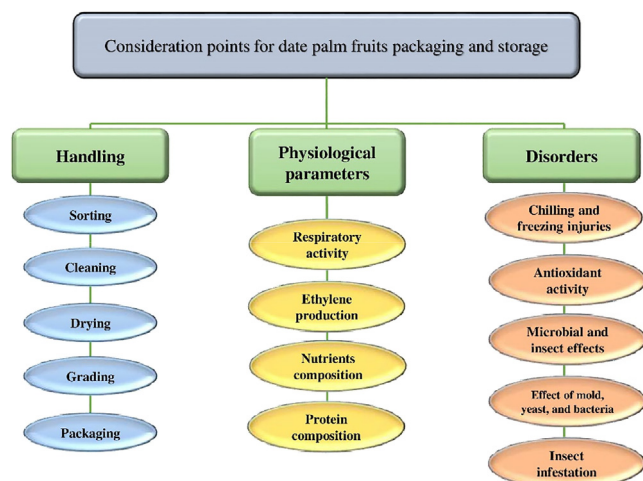 Consideration points for date palm fruits packaging and storage
Handling
Sorting
Cleaning
Drying
Grading
Packaging
Physiological
parameters
Respiratory
activity
Ethylene
production
Nutrients
composition
Protein
composition
Disorders
Chilling and
freezing injuries
Antioxidant
activity
Microbial and
insect effects
Effect of mold,
yeast, and bacteria
Insect
infestation